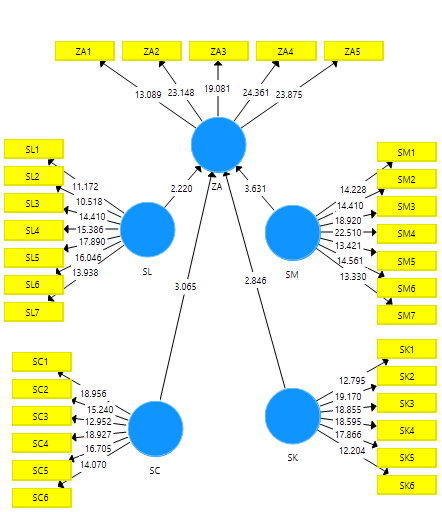 ZA1 ZA2 ZA3 ZA4 ZA5
13.089 23.148 19.081 24.361 23.875
ZA
SL1
SL2
SL3
SL4
SL5
SL6
SL7
11.172
10.518
14.410
15.386
17.890
16.046
13.938
SL
2.220
3.631
SM
14.228
14.410
18.920
22.510
13.421
14.561
13.330
SM1
SM2
SM3
SM4
SM5
SM6
SM7
3.065
2.846
SC1
SC2
SC3
SC4
SC5
SC6
18.956
15.240
12.952
18.927
16.705
14.070
SC
SK
12.795
19.170
18.855
18.595
17.866
12.204
SK1
SK2
SK3
SK4
SK5
SK6